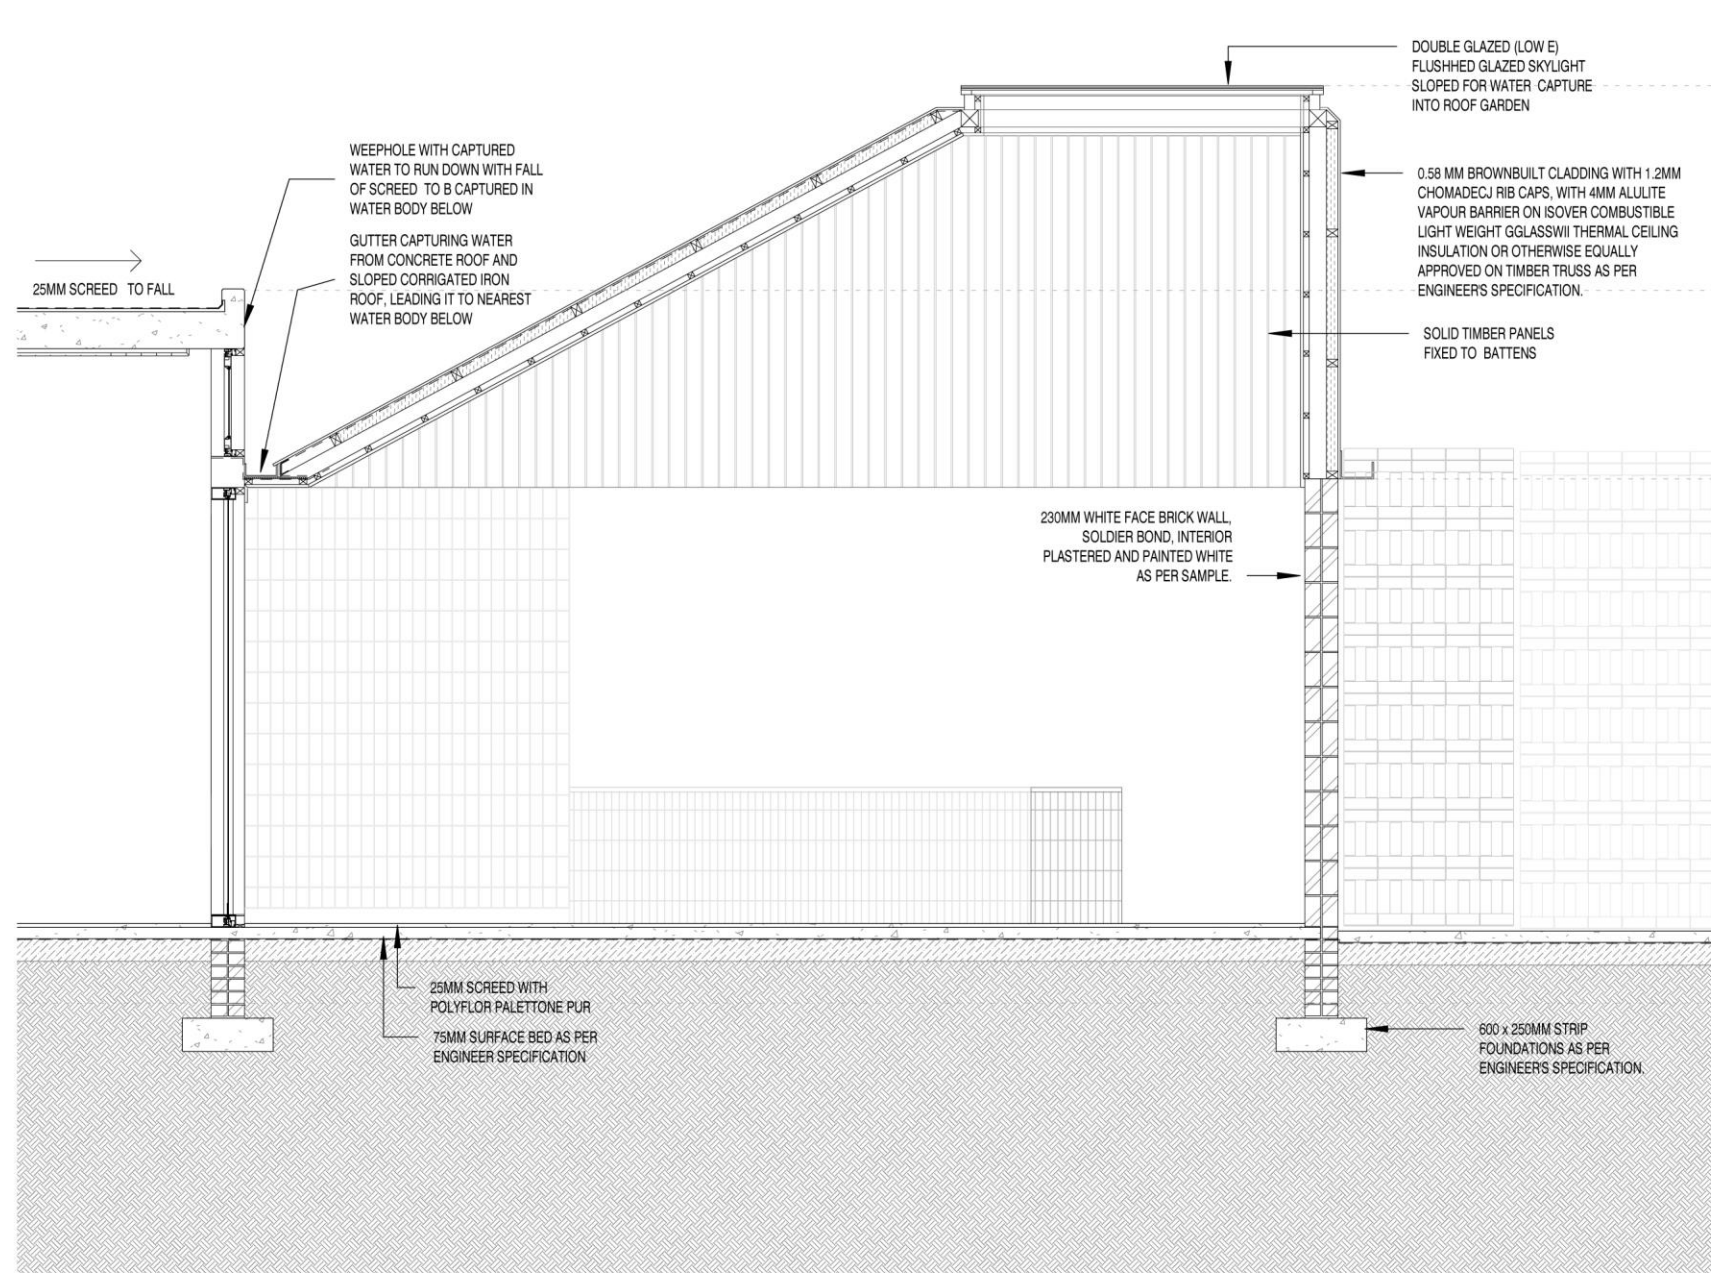 DOUBLE GLAZED (LOW E)
FLUSHHED GLAZED SKYLIGHT
SLOPED FOR WATER CAPTURE
INTO ROOF GARDEN
WEEPHOLE WITH CAPTURED
WATER TO RUN DOWN WITH FALL
OF SCREED TO B CAPTURED IN
WATER BODY BELOW
0.58 MM BROWNBUILT CLADDING WITH 1.2MM
CHOMADECJ RIB CAPS, WITH 4MM ALULITE
VAPOUR BARRIER ON ISOVER COMBUSTIBLE
LIGHT WEIGHT GGLASSWII THERMAL CEILING
INSULATION OR OTHERWISE EQUALLY
APPROVED ON TIMBER TRUSS AS PER
ENGINEER'S SPECIFICATION.
GUTTER CAPTURING WATER
FROM CONCRETE ROOF AND
SLOPED CORRIGATED IRON
ROOF, LEADING IT TO NEAREST
WATER BODY BELOW
25MM SCREED TO FALL
SOLID TIMBER PANELS
FIXED TO BATTENS
230MM WHITE FACE BRICK WALL,
SOLDIER BOND, INTERIOR
PLASTERED AND PAINTED WHITE
AS PER SAMPLE.
25MM SCREED WITH
POLYFLOR PALETTONE PUR
75MM SURFACE BED AS PER
ENGINEER SPECIFICATION
600 x 250MM STRIP
FOUNDATIONS AS PER
ENGINEER'S SPECIFICATION.